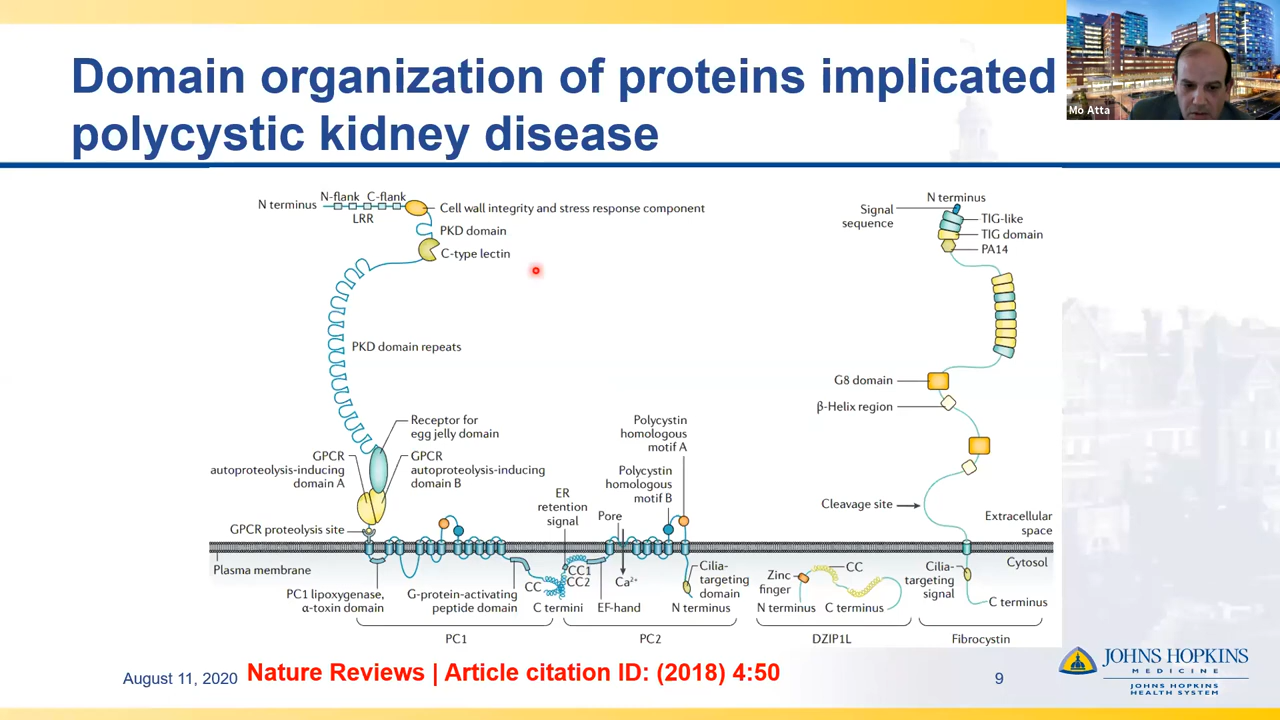 Domain organization of proteins implicated
polycystic kidney disease
Mo Atta
N terminus
N-flank C-flank
LRR
Cell wall integrity and stress response component
PKD domain
C-type lectin
PKD domain repeats
Receptor for
egg jelly domain
GPCR
autoproteolysis-inducing
domain A
GPCR
autoproteolysis-inducing
domain B
GPCR proteolysis site
Plasma membrane
PC1 lipoxygenase,
α-toxin domain
G-protein-activating
peptide domain
CC
C termini
ER
retention
signal
CC1
CC2
EF-hand
Pore
Ca²⁺
Polycystin
homologous
motif A
Polycystin
homologous
motif B
Cilia-
targeting
domain
N terminus
PC1
PC2
Zinc
finger
CC
N terminus
C terminus
DZIP1L
N terminus
Signal
sequence
TIG-like
TIG domain
PA14
G8 domain
β-Helix region
Cleavage site
Extracellular
space
Cytosol
Cilia-
targeting
signal
C terminus
Fibrocystin
August 11, 2020
Nature Reviews | Article citation ID: (2018) 4:50
9
JOHNS HOPKINS
MEDICINE
JOHNS HOPKINS
HEALTH SYSTEM